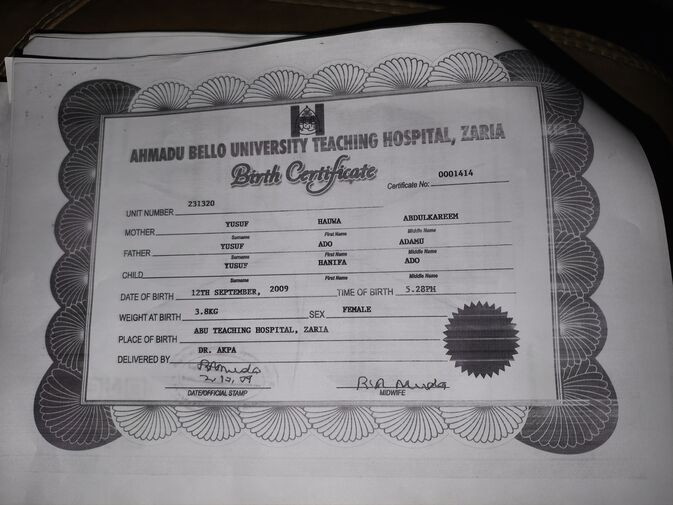 AHMADU BELLO UNIVERSITY TEACHING HOSPITAL, ZARIA
Birth Certificate
Certificate No: 0001414
UNIT NUMBER 231320
MOTHER YUSUF HAUWA ABDULKAREEM
Surname First Name Middle Name
FATHER YUSUF ADO ADAMU
Surname First Name Middle Name
CHILD YUSUF HANIFA ADO
Surname First Name Middle Name
DATE OF BIRTH 12TH SEPTEMBER, 2009 TIME OF BIRTH 5.28PM
WEIGHT AT BIRTH 3.8KG SEX FEMALE
PLACE OF BIRTH ABU TEACHING HOSPITAL, ZARIA
DELIVERED BY DR. AKPA
DATE/OFFICIAL STAMP MIDWIFE